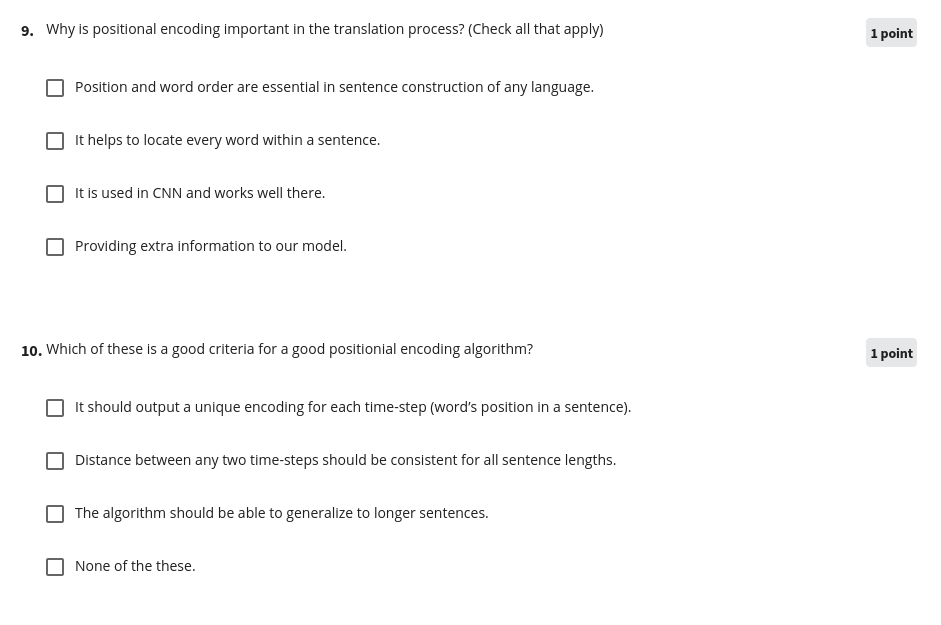 9. Why is positional encoding important in the translation process? (Check all that apply)
1 point
Position and word order are essential in sentence construction of any language.
It helps to locate every word within a sentence.
It is used in CNN and works well there.
Providing extra information to our model.
10. Which of these is a good criteria for a good positionial encoding algorithm?
1 point
It should output a unique encoding for each time-step (word’s position in a sentence).
Distance between any two time-steps should be consistent for all sentence lengths.
The algorithm should be able to generalize to longer sentences.
None of the these.